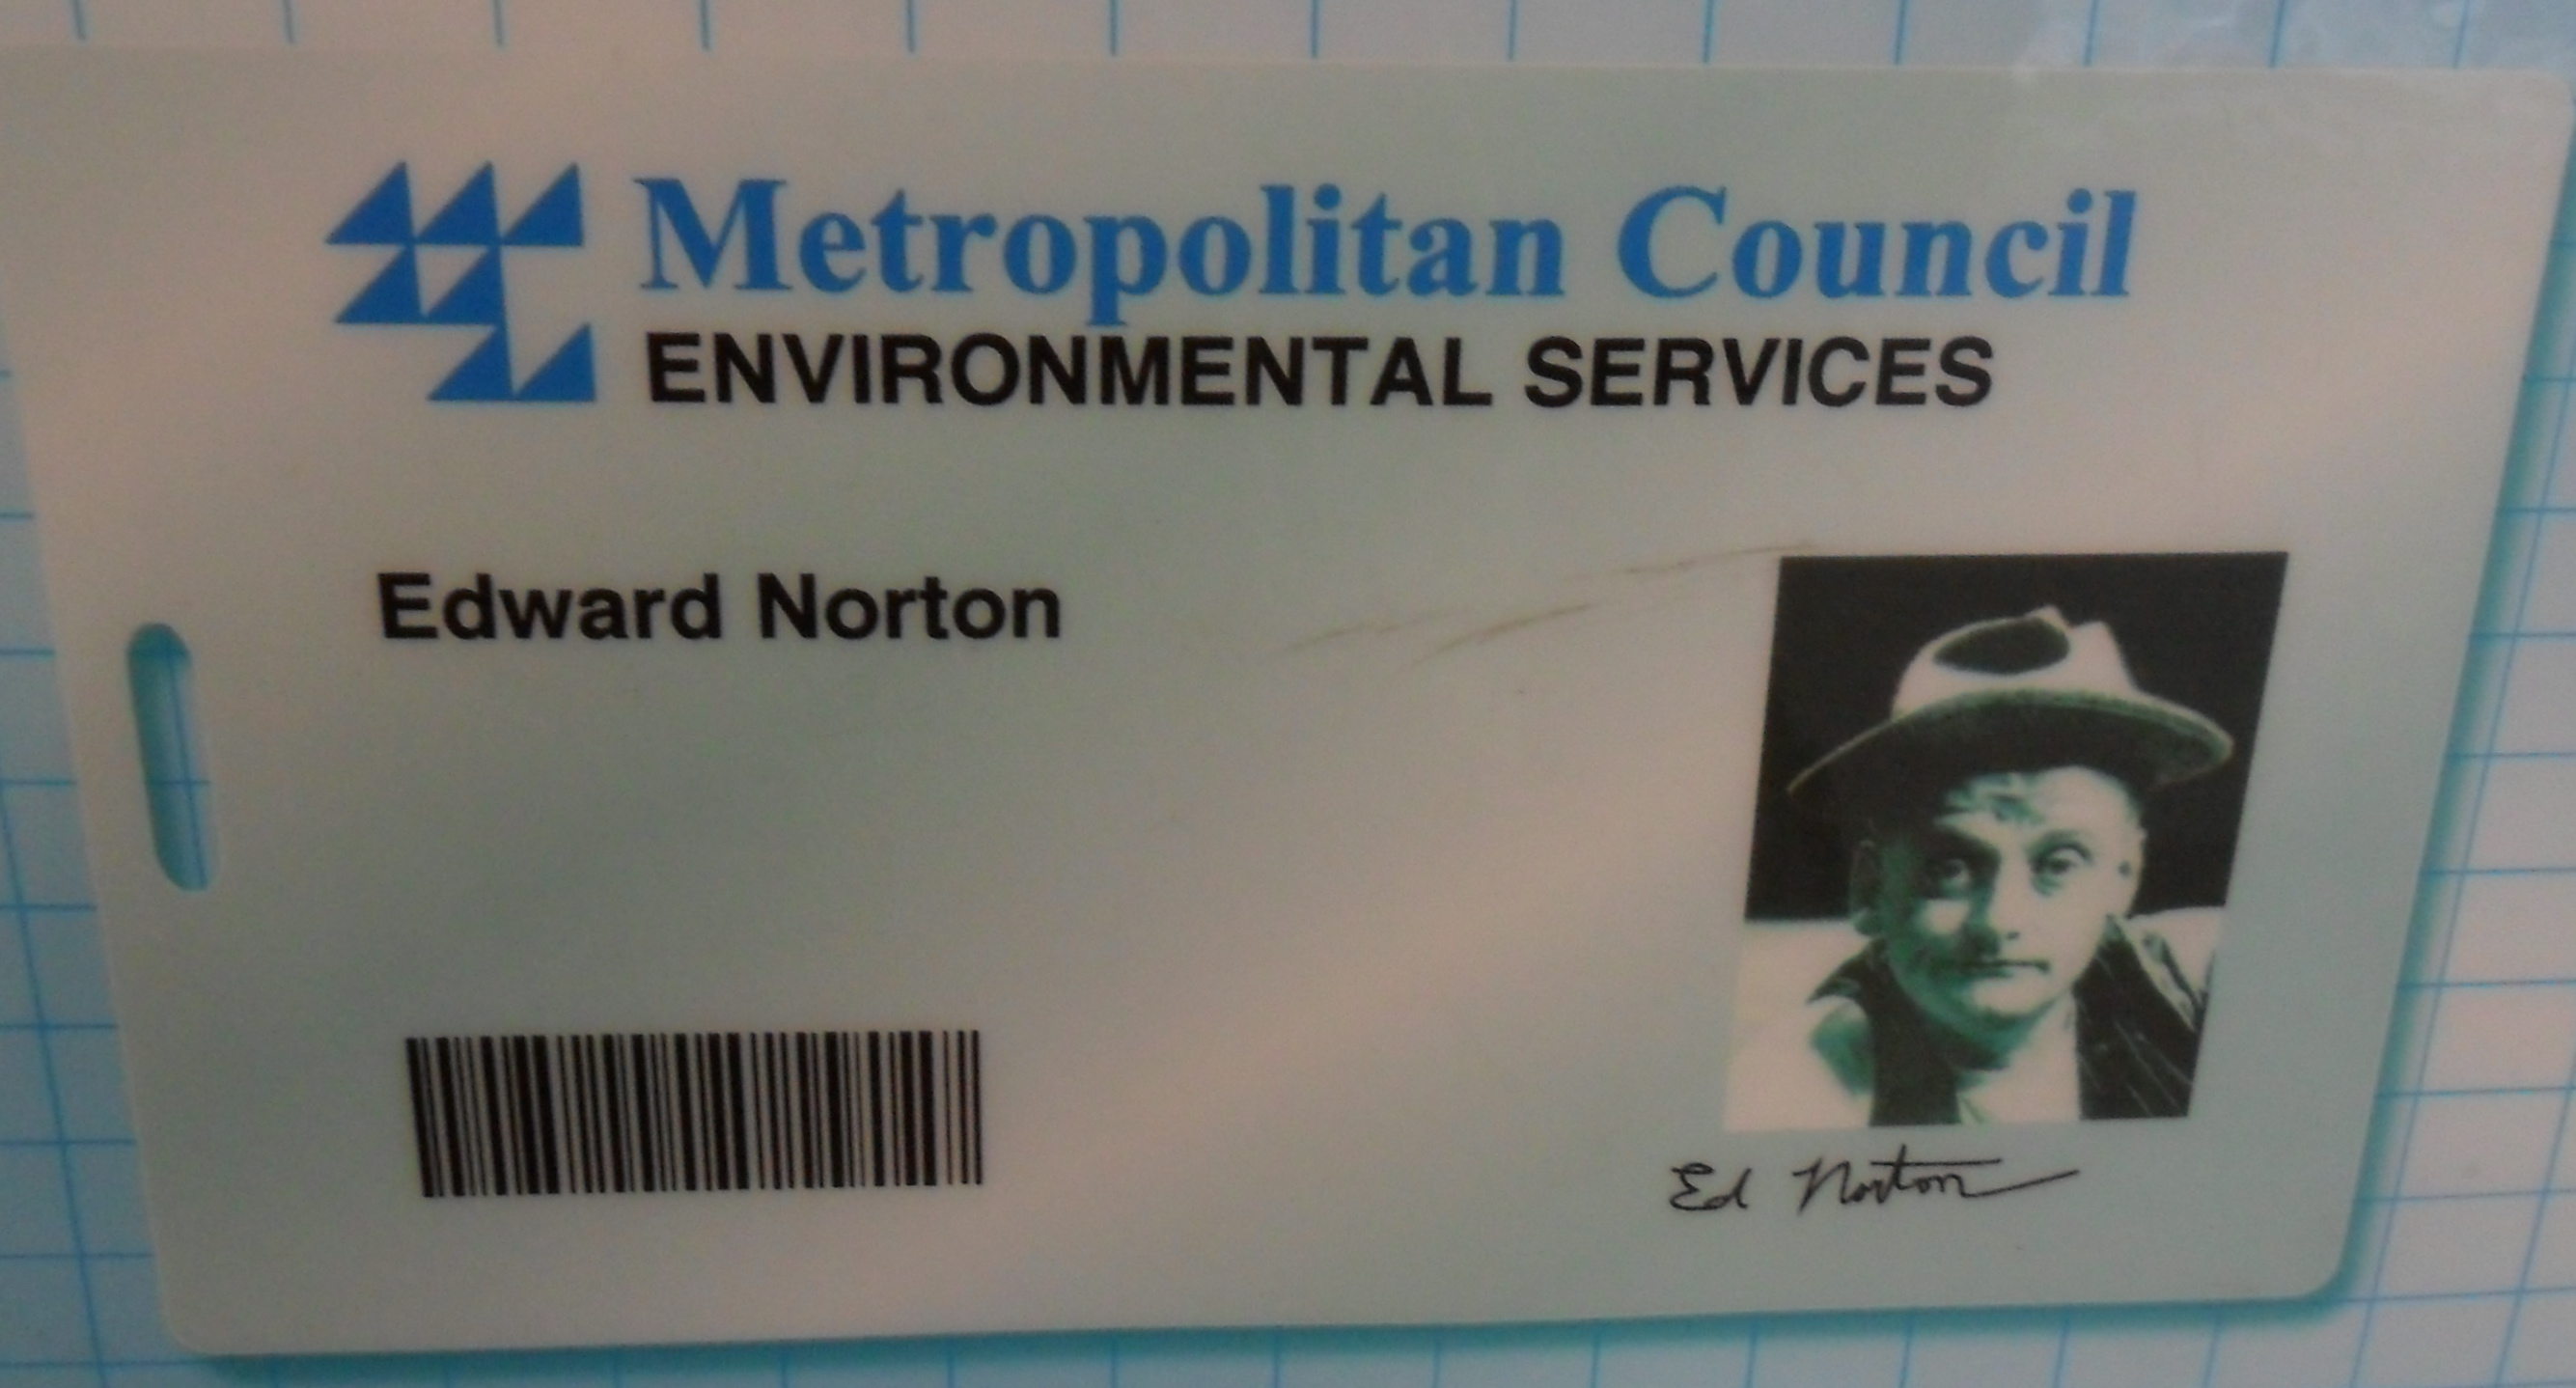 Metropolitan Council
ENVIRONMENTAL SERVICES
Edward Norton
Ed Norton